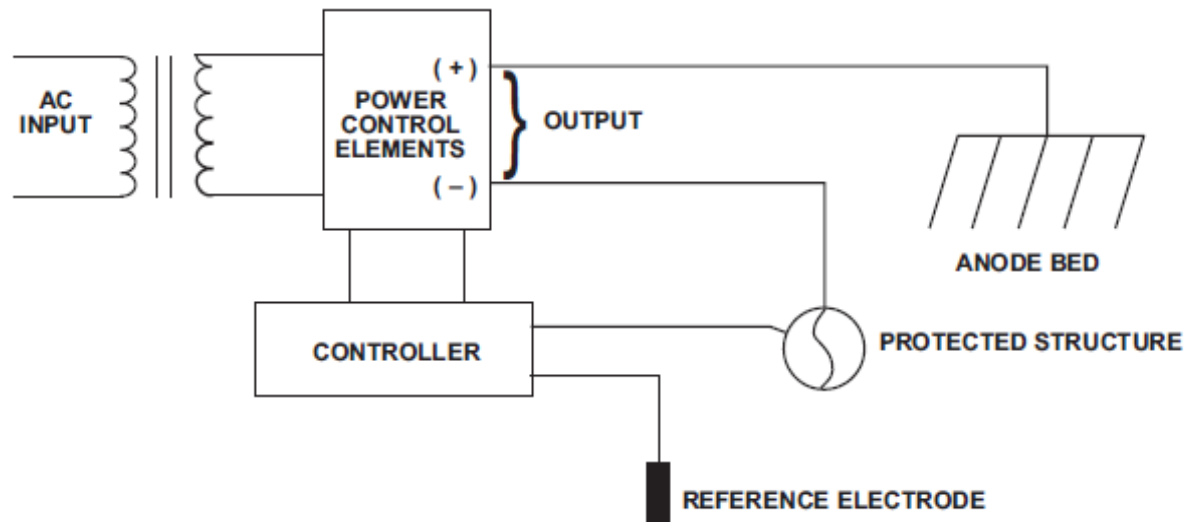 AC
INPUT
( + )
POWER
CONTROL
ELEMENTS
( – )
OUTPUT
ANODE BED
CONTROLLER
PROTECTED STRUCTURE
REFERENCE ELECTRODE